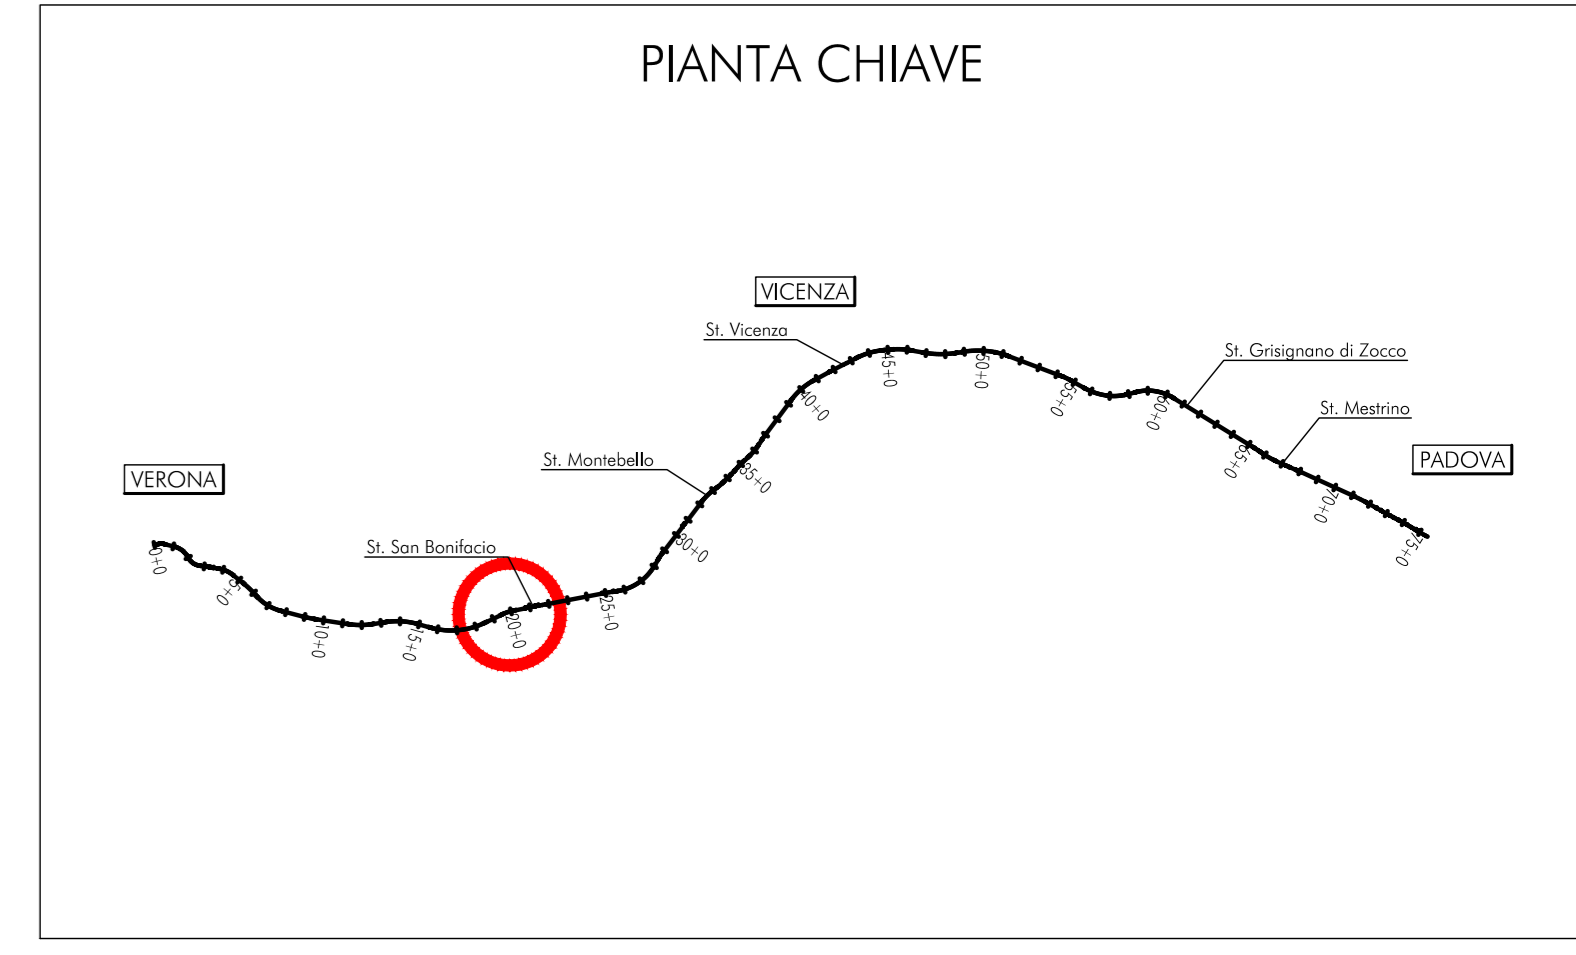 PIANTA CHIAVE
VICENZA
St. Vicenza
St. Grisignano di Zocco
St. Mestrino
PADOVA
St. Montebello
VERONA
St. San Bonifacio
0+0
5+0
10+0
15+0
20+0
25+0
30+0
35+0
40+0
45+0
50+0
55+0
60+0
65+0
70+0
75+0